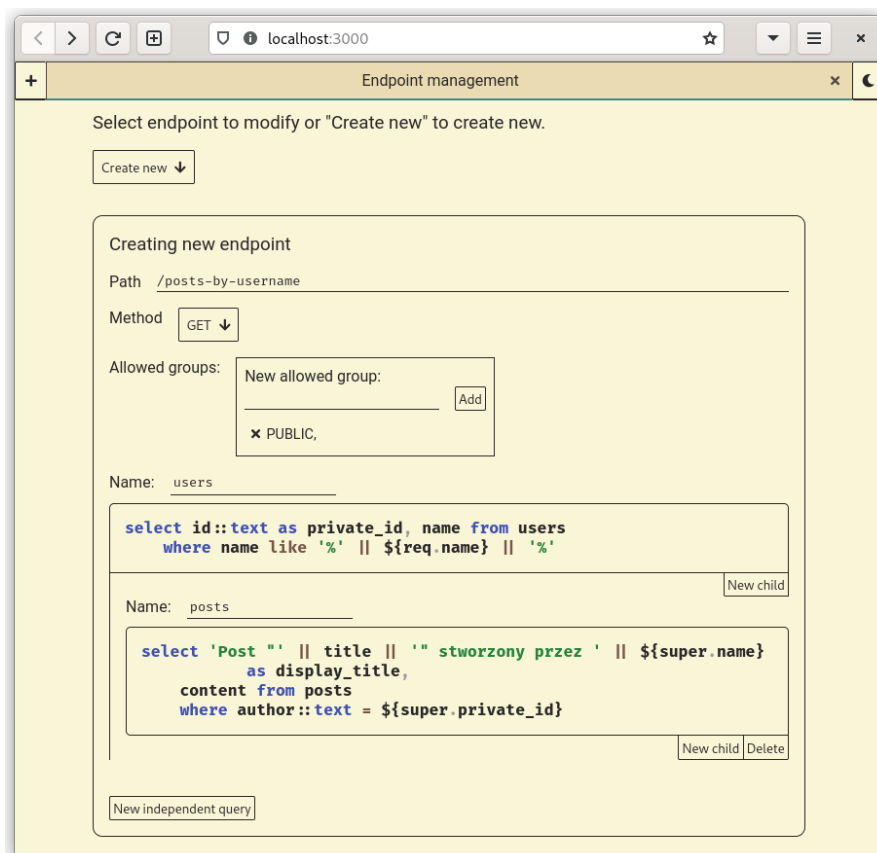 localhost:3000
Endpoint management
Select endpoint to modify or "Create new" to create new.
Create new
Creating new endpoint
Path /posts-by-username
Method GET
Allowed groups:
New allowed group:
Add
PUBLIC,
Name: users
select id::text as private_id, name from users
where name like '%' || ${req.name} || '%'
New child
Name: posts
select 'Post "' || title || '" stworzony przez ' || ${super.name}
as display_title,
content from posts
where author::text = ${super.private_id}
New child Delete
New independent query